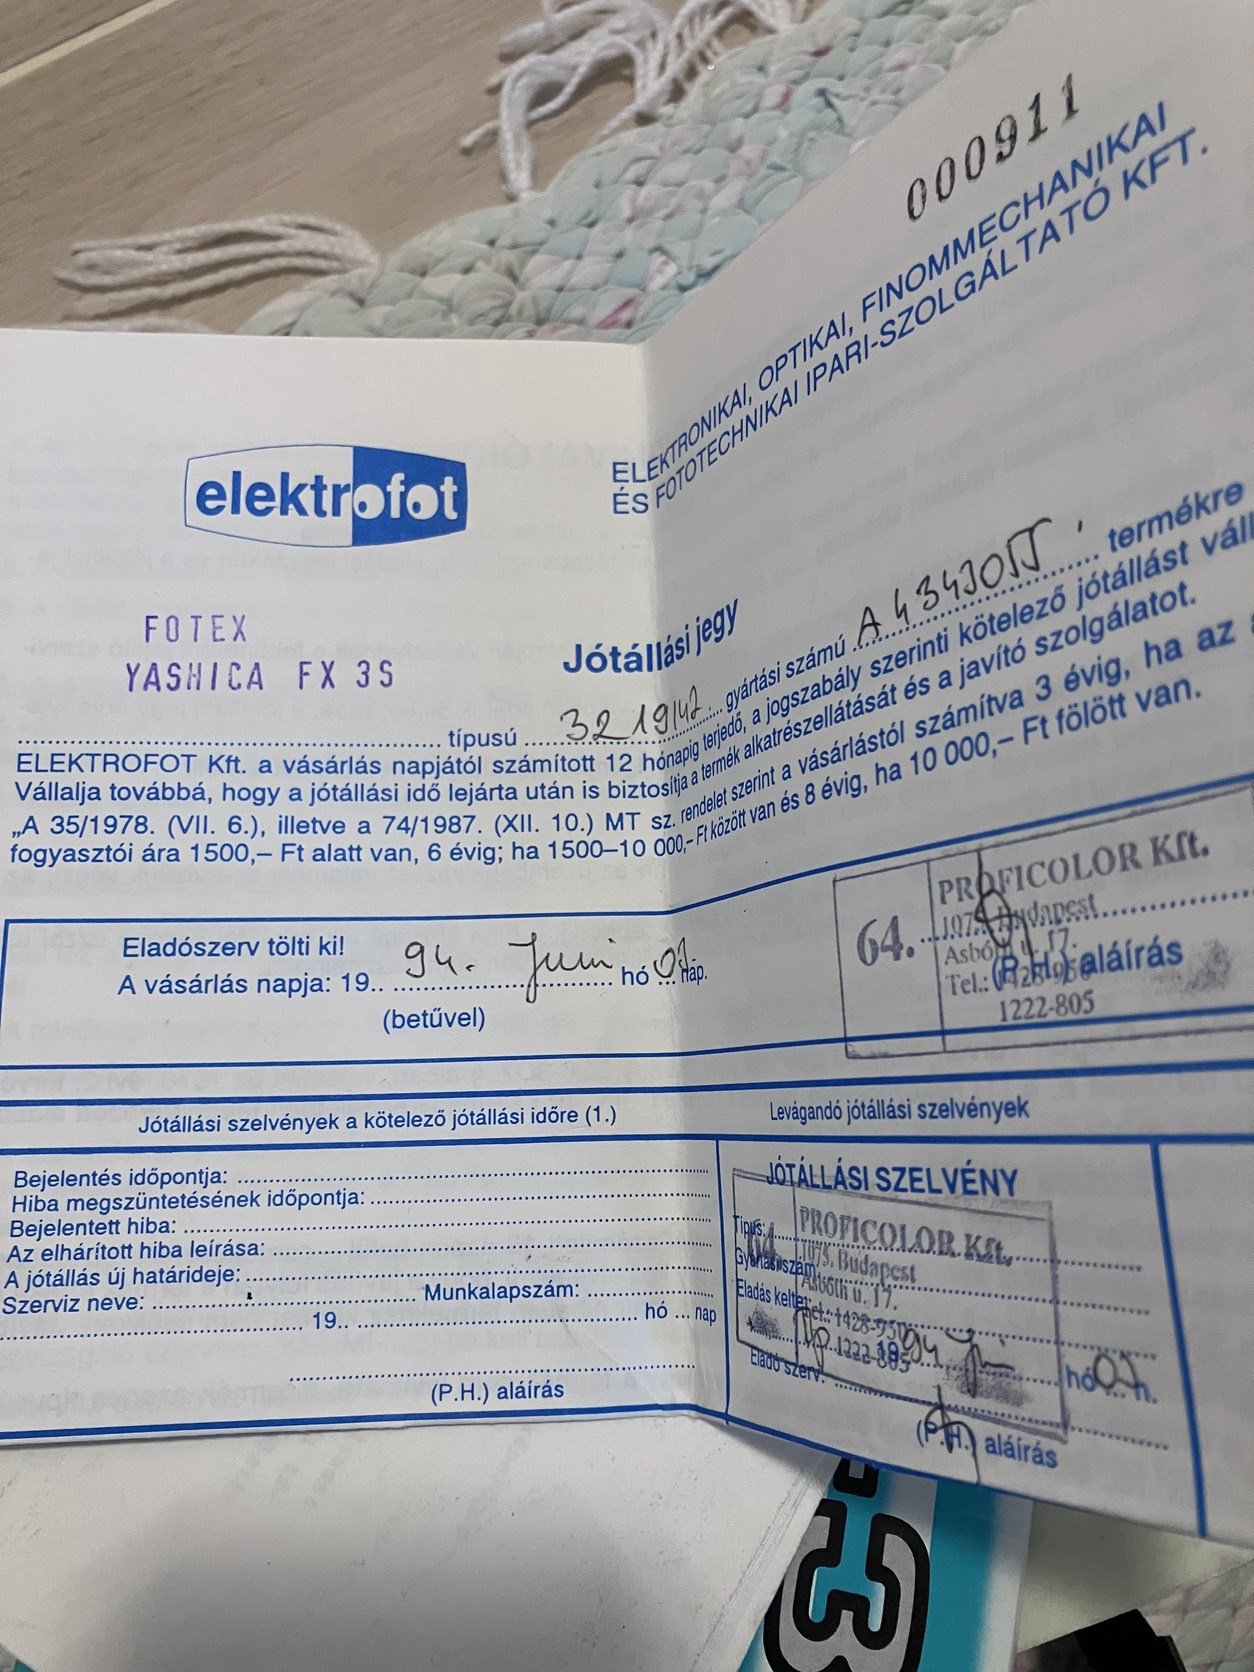 000911
ELEKTRONIKAI, OPTIKAI, FINOMMECHANIKAI
ÉS FOTOTECHNIKAI IPARI-SZOLGÁLTATÓ KFT.
elektrofot
FOTEX
YASHICA FX 3S
Jótállási jegy
típusú 3219142 gyártási számú termékre
ELEKTROFOT Kft. a vásárlás napjától számított 12 hónapig terjedő, a jogszabály szerinti kötelező jótállást váll
Vállalja továbbá, hogy a jótállási idő lejárta után is biztosítja a termék alkatrészellátását és a javító szolgálatot.
„A 35/1978. (VII. 6.), illetve a 74/1987. (XII. 10.) MT sz. rendelet szerint a vásárlástól számítva 3 évig, ha az
fogyasztói ára 1500,– Ft alatt van, 6 évig; ha 1500–10 000,– Ft között van és 8 évig, ha 10 000,– Ft fölött van.
Eladószerv tölti ki!
A vásárlás napja: 19.. 94. Juni hó nap.
(betűvel)
64.
PROFICOLOR Kft.
Budapest
u. 17.
Tel.:
1222-805
(P.H.) aláírás
Jótállási szelvények a kötelező jótállási időre (1.)
Levágandó jótállási szelvények
Bejelentés időpontja:
Hiba megszüntetésének időpontja:
Bejelentett hiba:
Az elhárított hiba leírása:
A jótállás új határideje:
Szerviz neve: Munkalapszám:
19.. hó ... nap
(P.H.) aláírás
JÓTÁLLÁSI SZELVÉNY
Típus:
PROFICOLOR Kft.
1075, Budapest
Gyártási szám:
Asbóth u. 17.
Eladás kelte:
1222-805
94 hó h.
Eladó szerv:
(P.H.) aláírás